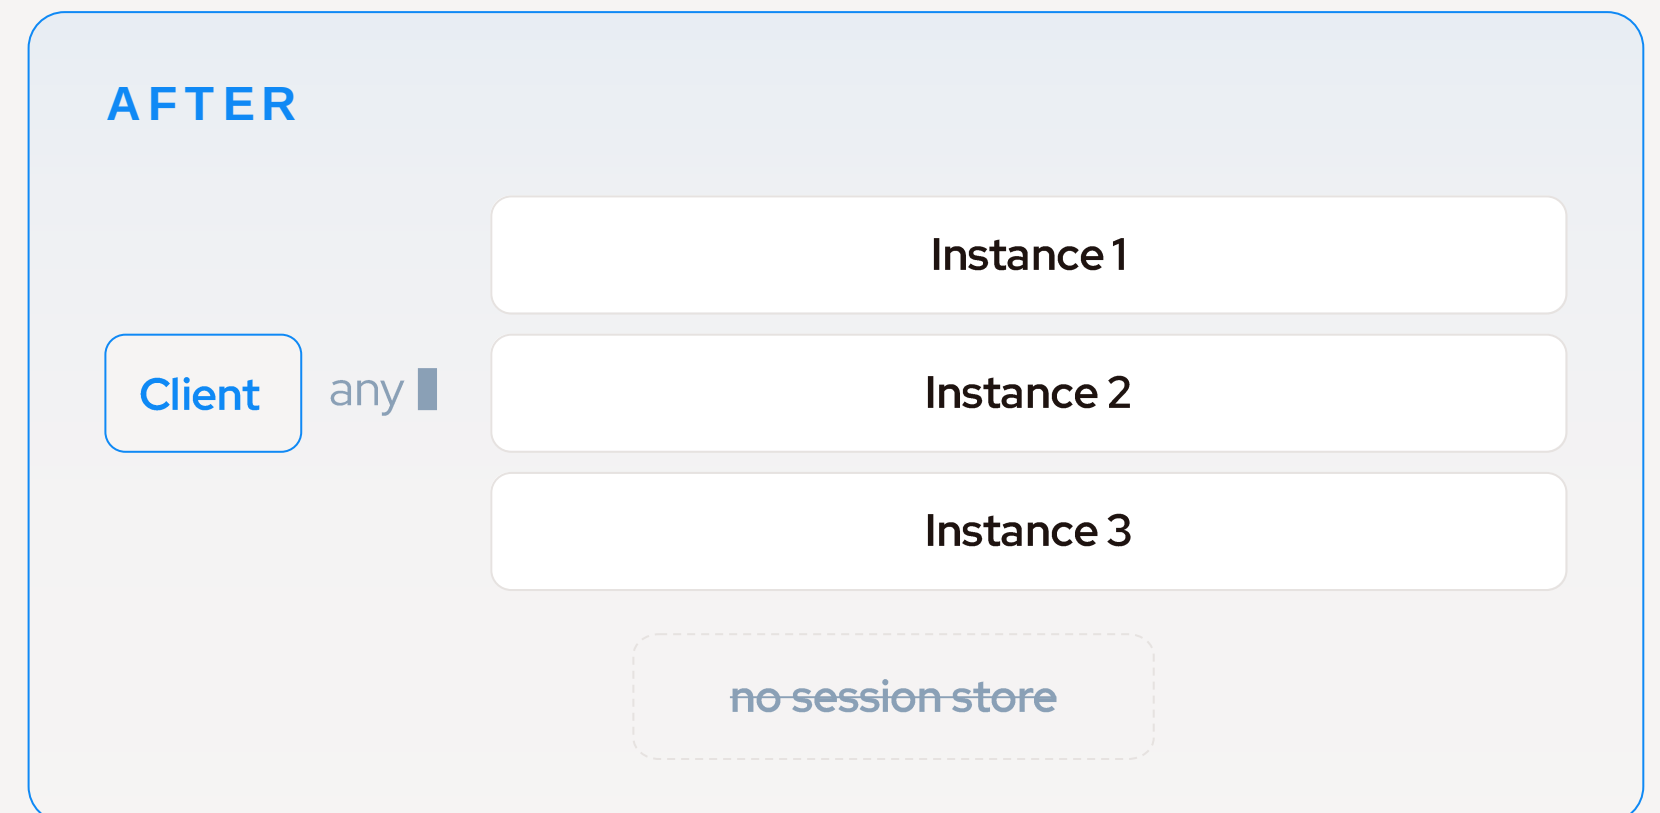 AFTER
Instance 1
Client
any
Instance 2
Instance 3
no session store